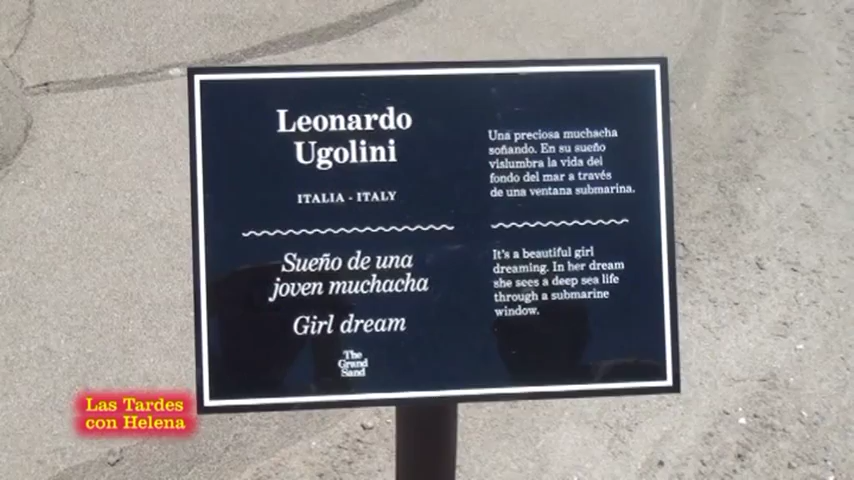 Leonardo
Ugolini
ITALIA - ITALY
Sueño de una
joven muchacha
Girl dream
The
Grand
Sand
Una preciosa muchacha
soñando. En su sueño
vislumbra la vida del
fondo del mar a través
de una ventana submarina.
It's a beautiful girl
dreaming. In her dream
she sees a deep sea life
through a submarine
window.
Las Tardes
con Helena